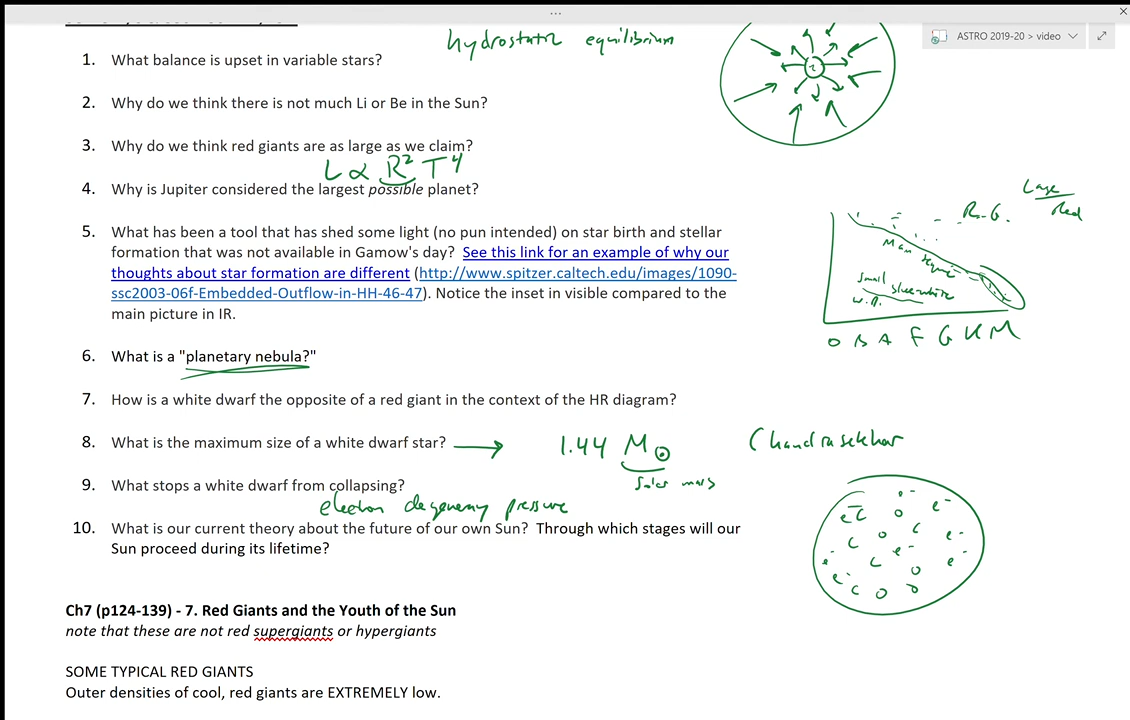 ...
ASTRO 2019-20 > video
hydrostatic equilibrium
1. What balance is upset in variable stars?
2. Why do we think there is not much Li or Be in the Sun?
3. Why do we think red giants are as large as we claim?
L ∝ R² T⁴
4. Why is Jupiter considered the largest possible planet?
Large
Red
R.G.
Main sequence
small blue-white
W.D.
O B A F G K M
5. What has been a tool that has shed some light (no pun intended) on star birth and stellar
formation that was not available in Gamow's day? See this link for an example of why our
thoughts about star formation are different (http://www.spitzer.caltech.edu/images/1090-
ssc2003-06f-Embedded-Outflow-in-HH-46-47). Notice the inset in visible compared to the
main picture in IR.
6. What is a "planetary nebula?"
7. How is a white dwarf the opposite of a red giant in the context of the HR diagram?
8. What is the maximum size of a white dwarf star? → 1.44 M☉ Chandrasekhar
solar mass
9. What stops a white dwarf from collapsing?
electron degeneracy pressure
10. What is our current theory about the future of our own Sun? Through which stages will our
Sun proceed during its lifetime?
e⁻ C o e⁻
C o C e⁻
e⁻ C e⁻ o e⁻
e⁻ C o o
Ch7 (p124-139) - 7. Red Giants and the Youth of the Sun
note that these are not red supergiants or hypergiants
SOME TYPICAL RED GIANTS
Outer densities of cool, red giants are EXTREMELY low.